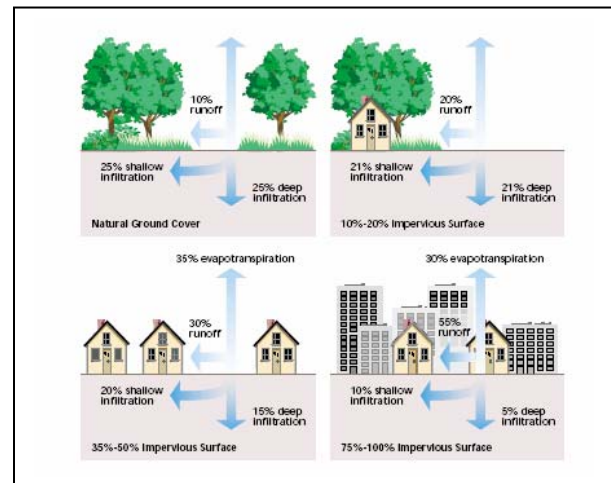 10%
runoff
25% shallow
infiltration
25% deep
infiltration
Natural Ground Cover
20%
runoff
21% shallow
infiltration
21% deep
infiltration
10%-20% Impervious Surface
35% evapotranspiration
30%
runoff
20% shallow
infiltration
15% deep
infiltration
35%-50% Impervious Surface
30% evapotranspiration
55%
runoff
10% shallow
infiltration
5% deep
infiltration
75%-100% Impervious Surface